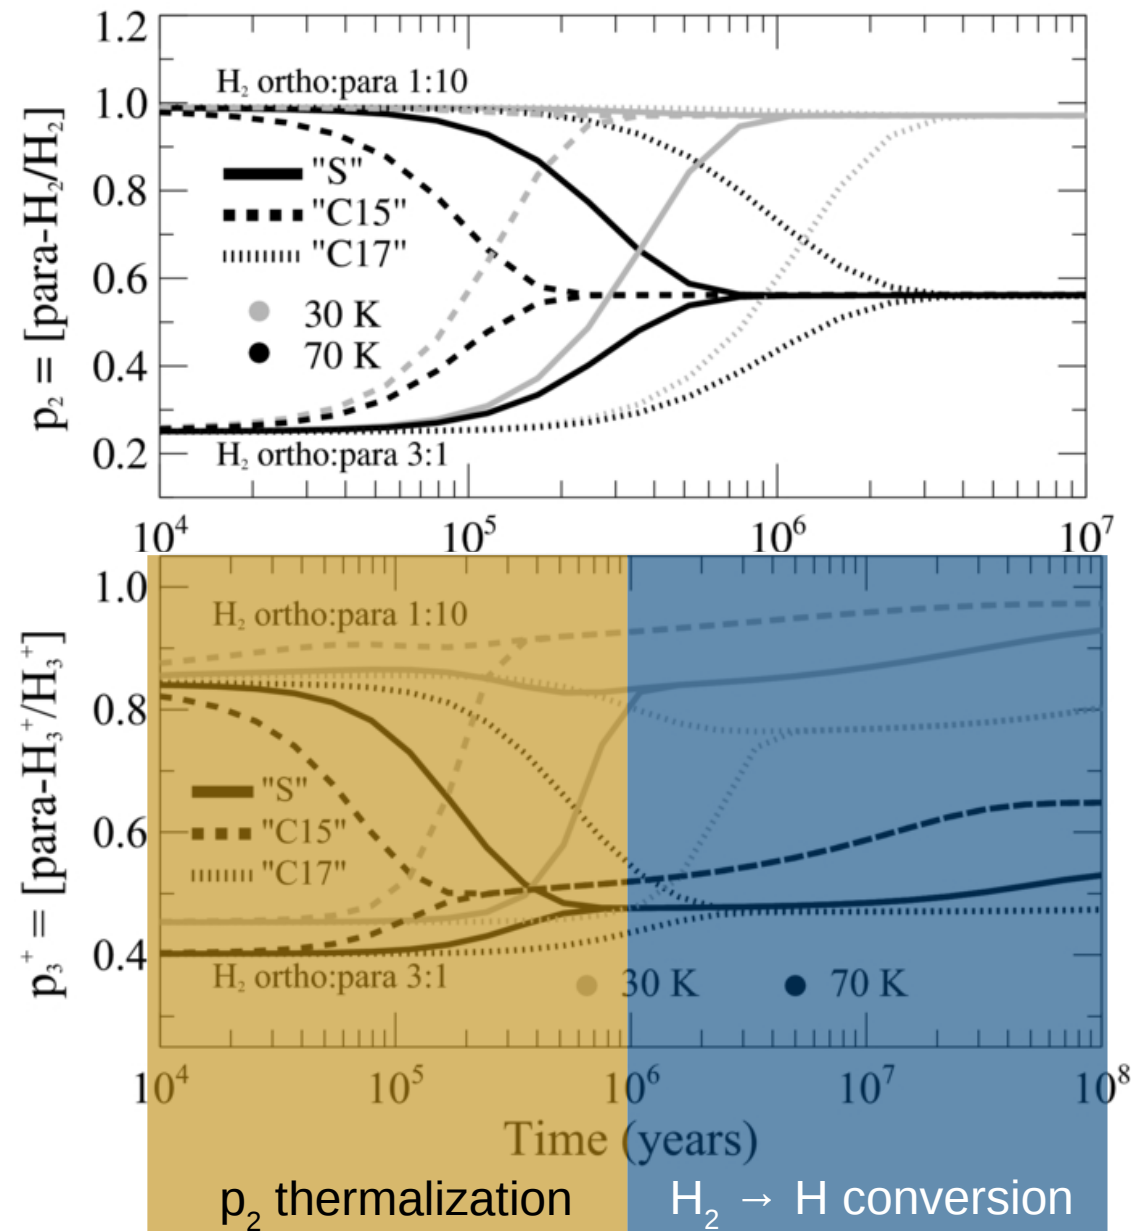 1.2
H₂ ortho:para 1:10
1.0
"S"
0.8
"C15"
"C17"
0.6
30 K
70 K
0.4
0.2
H₂ ortho:para 3:1
p₂ = [para-H₂/H₂]
10⁴ 10⁵ 10⁶ 10⁷
1.0
H₂ ortho:para 1:10
0.8
"S"
"C15"
0.6
"C17"
0.4
H₂ ortho:para 3:1
30 K 70 K
p₃⁺ = [para-H₃⁺/H₃⁺]
10⁴ 10⁵ 10⁶ 10⁷ 10⁸
Time (years)
p₂ thermalization H₂ → H conversion